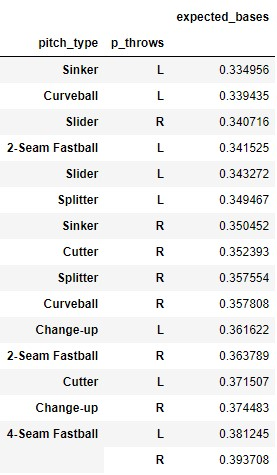 expected_bases
pitch_type p_throws
Sinker L 0.334956
Curveball L 0.339435
Slider R 0.340716
2-Seam Fastball L 0.341525
Slider L 0.343272
Splitter L 0.349467
Sinker R 0.350452
Cutter R 0.352393
Splitter R 0.357554
Curveball R 0.357808
Change-up L 0.361622
2-Seam Fastball R 0.363789
Cutter L 0.371507
Change-up R 0.374483
4-Seam Fastball L 0.381245
R 0.393708